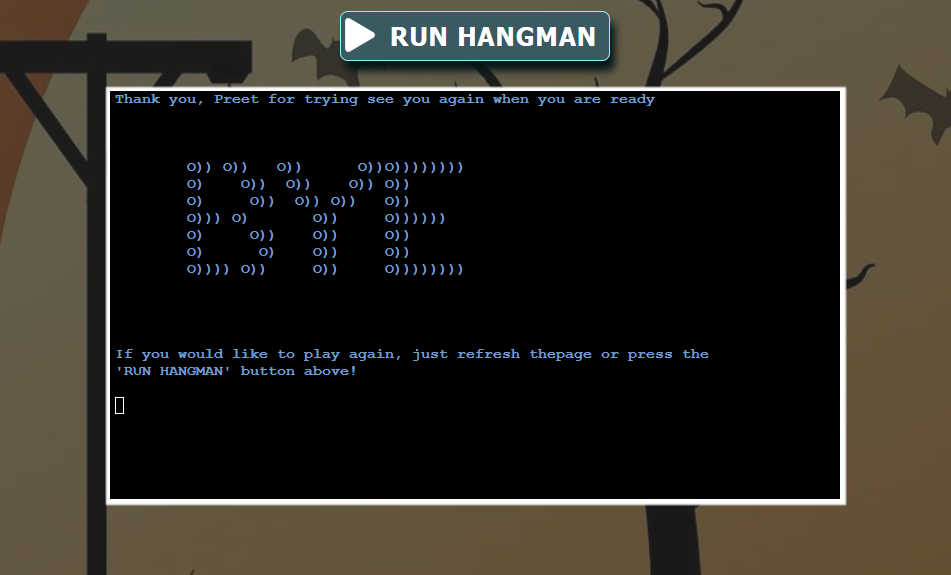 RUN HANGMAN
Thank you, Preet for trying see you again when you are ready
BYE
If you would like to play again, just refresh thepage or press the
'RUN HANGMAN' button above!